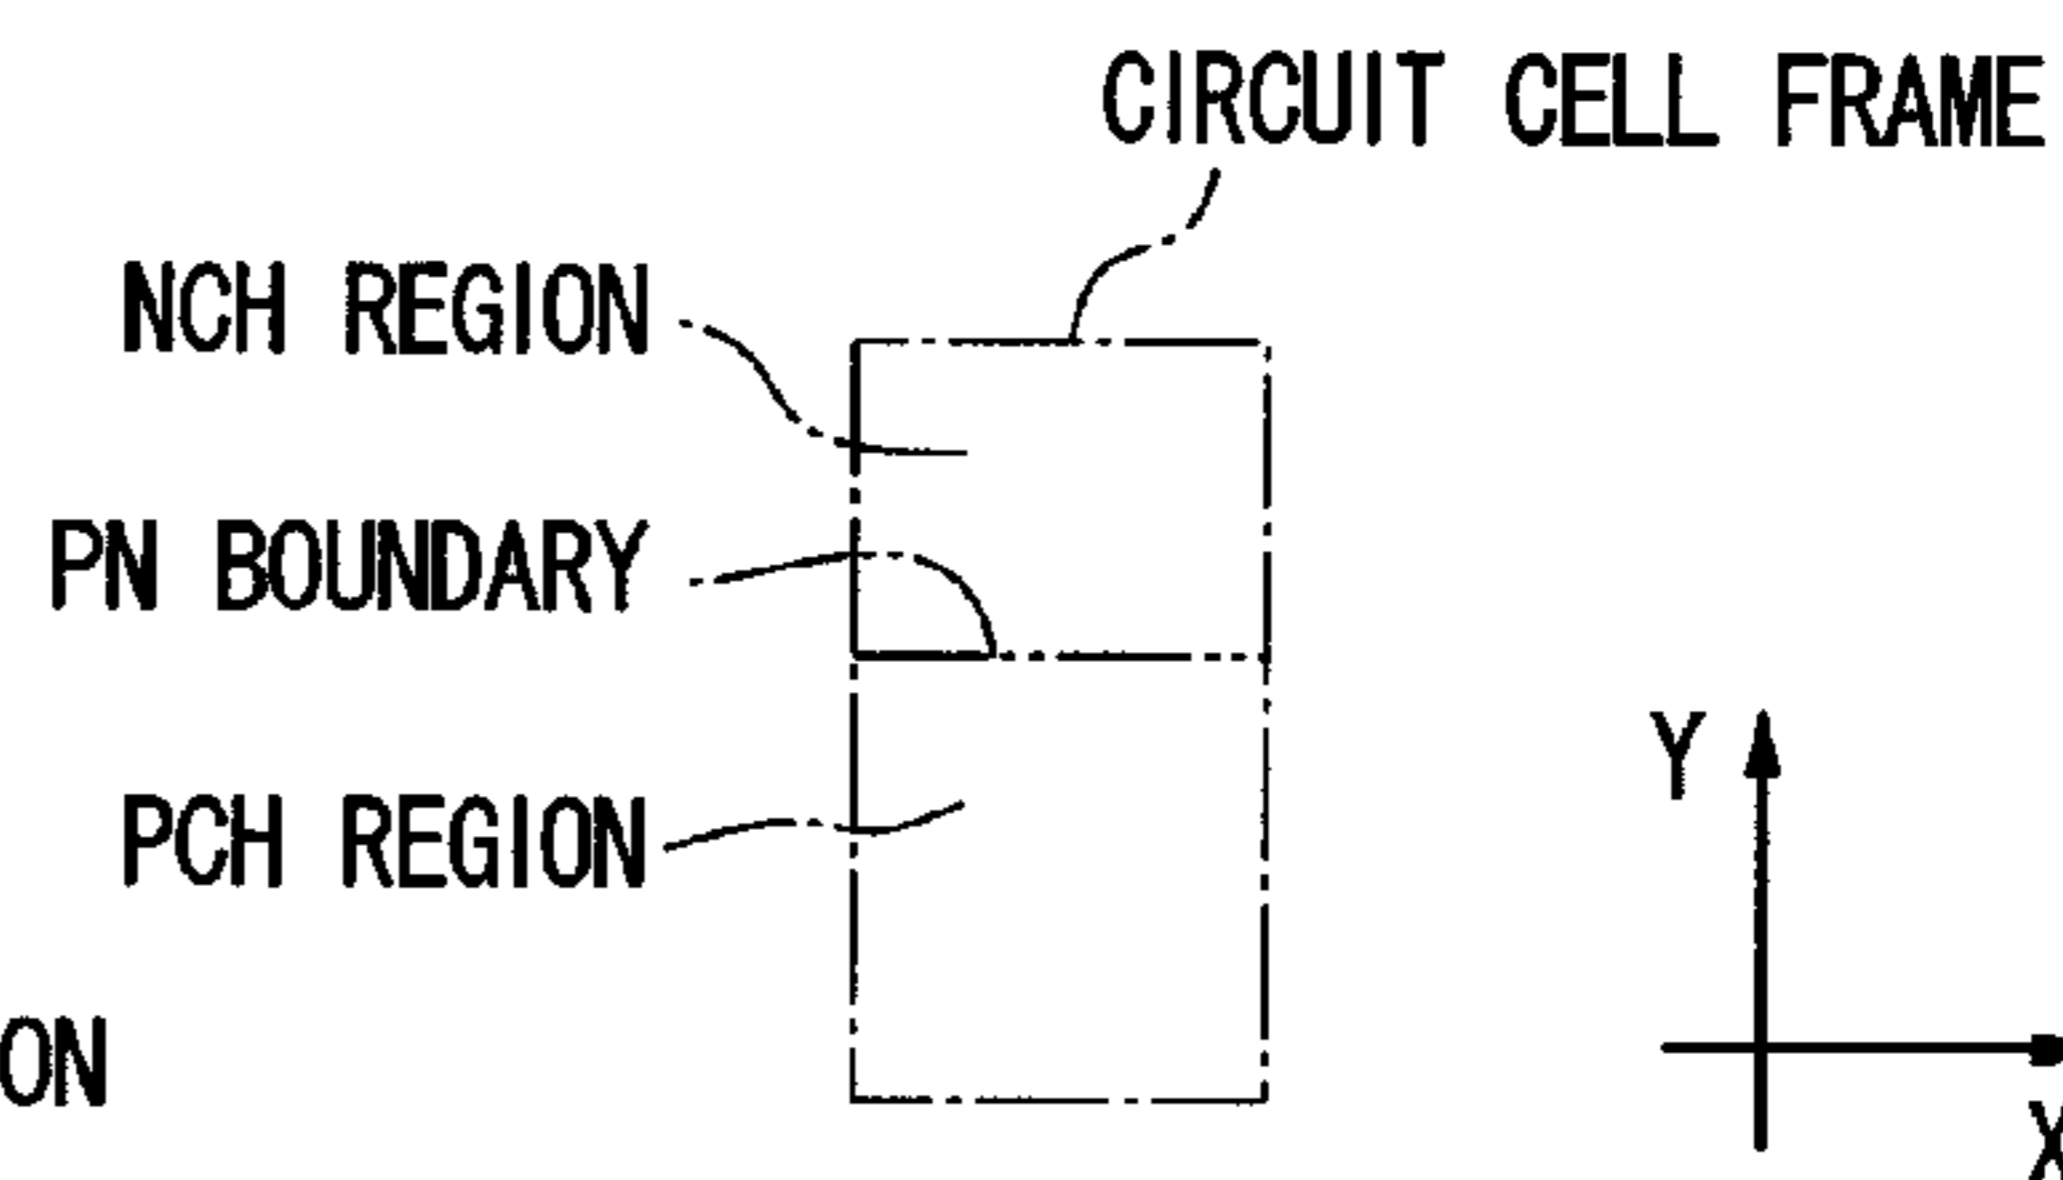 CIRCUIT CELL FRAME
NCH REGION
PN BOUNDARY
PCH REGION
Y
ON
X